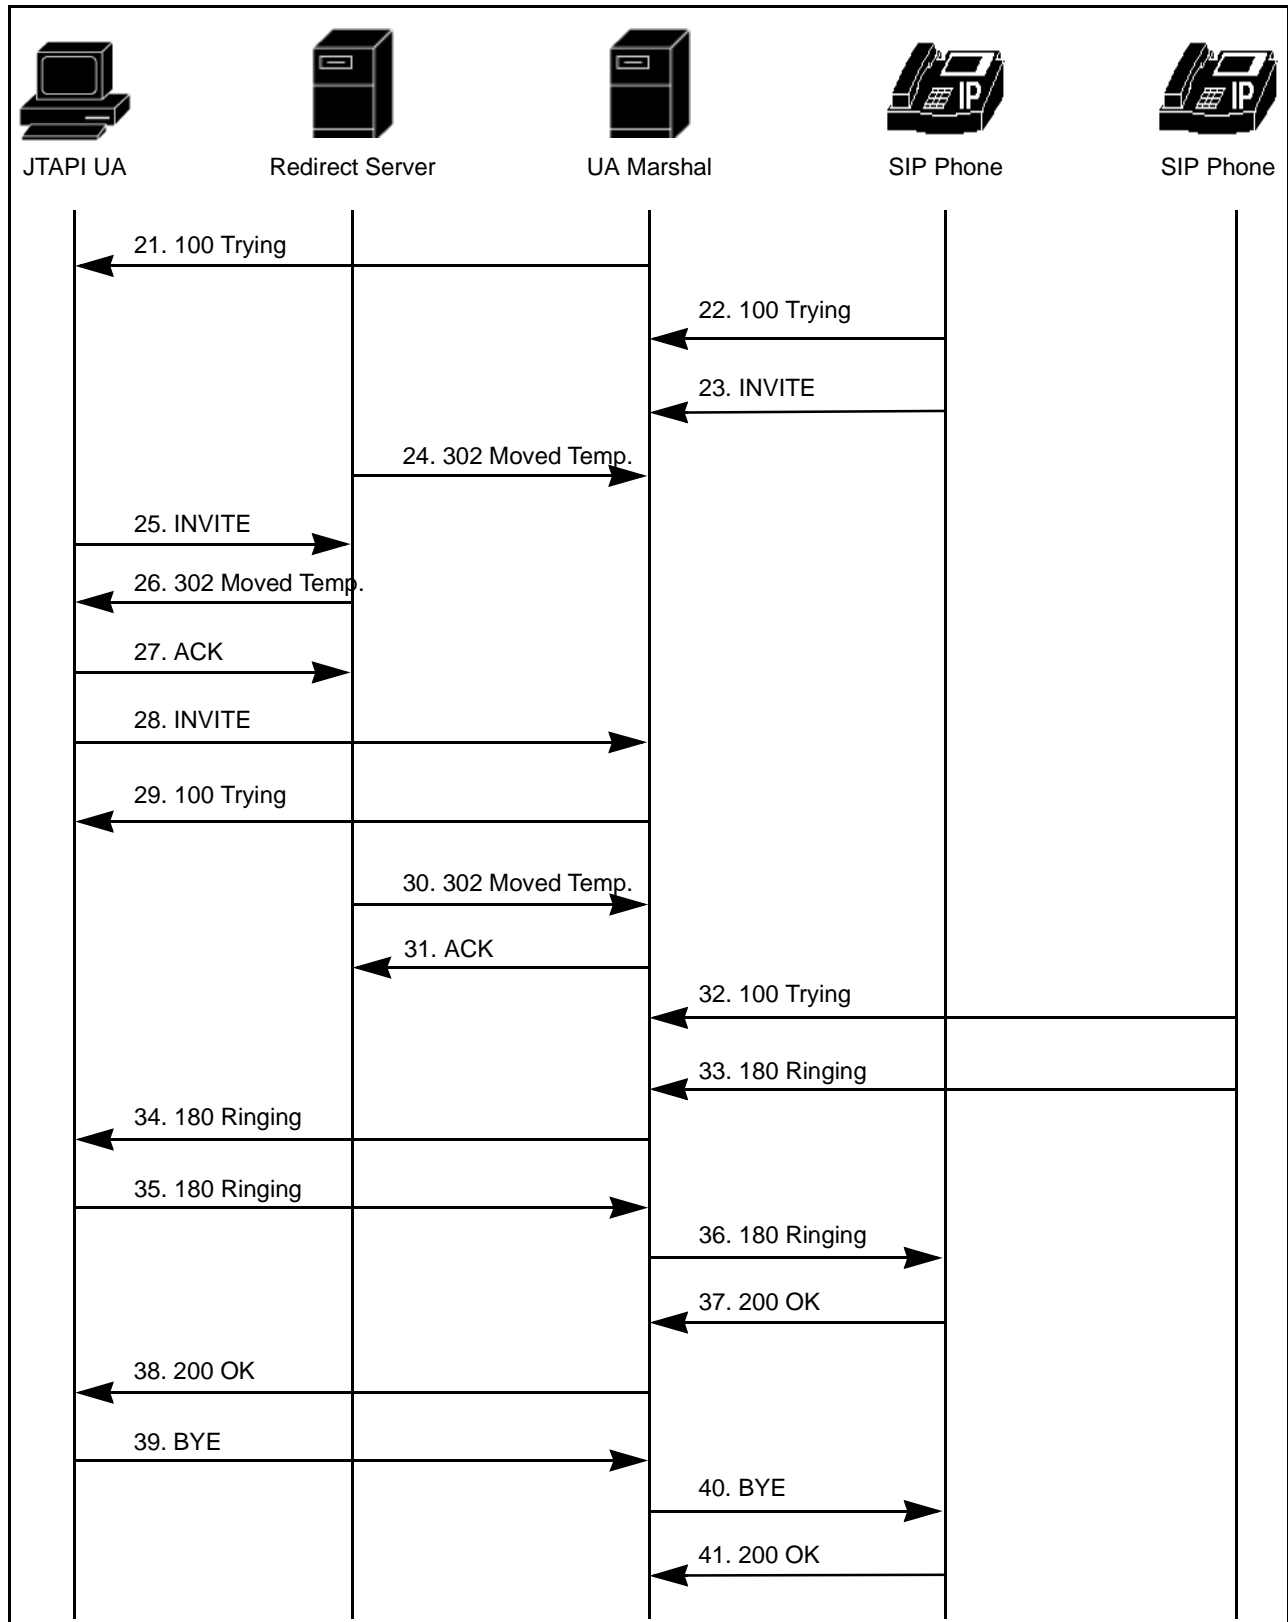 JTAPI UA
Redirect Server
UA Marshal
SIP Phone
SIP Phone
IP
IP
21. 100 Trying
22. 100 Trying
23. INVITE
24. 302 Moved Temp.
25. INVITE
26. 302 Moved Temp.
27. ACK
28. INVITE
29. 100 Trying
30. 302 Moved Temp.
31. ACK
32. 100 Trying
33. 180 Ringing
34. 180 Ringing
35. 180 Ringing
36. 180 Ringing
37. 200 OK
38. 200 OK
39. BYE
40. BYE
41. 200 OK